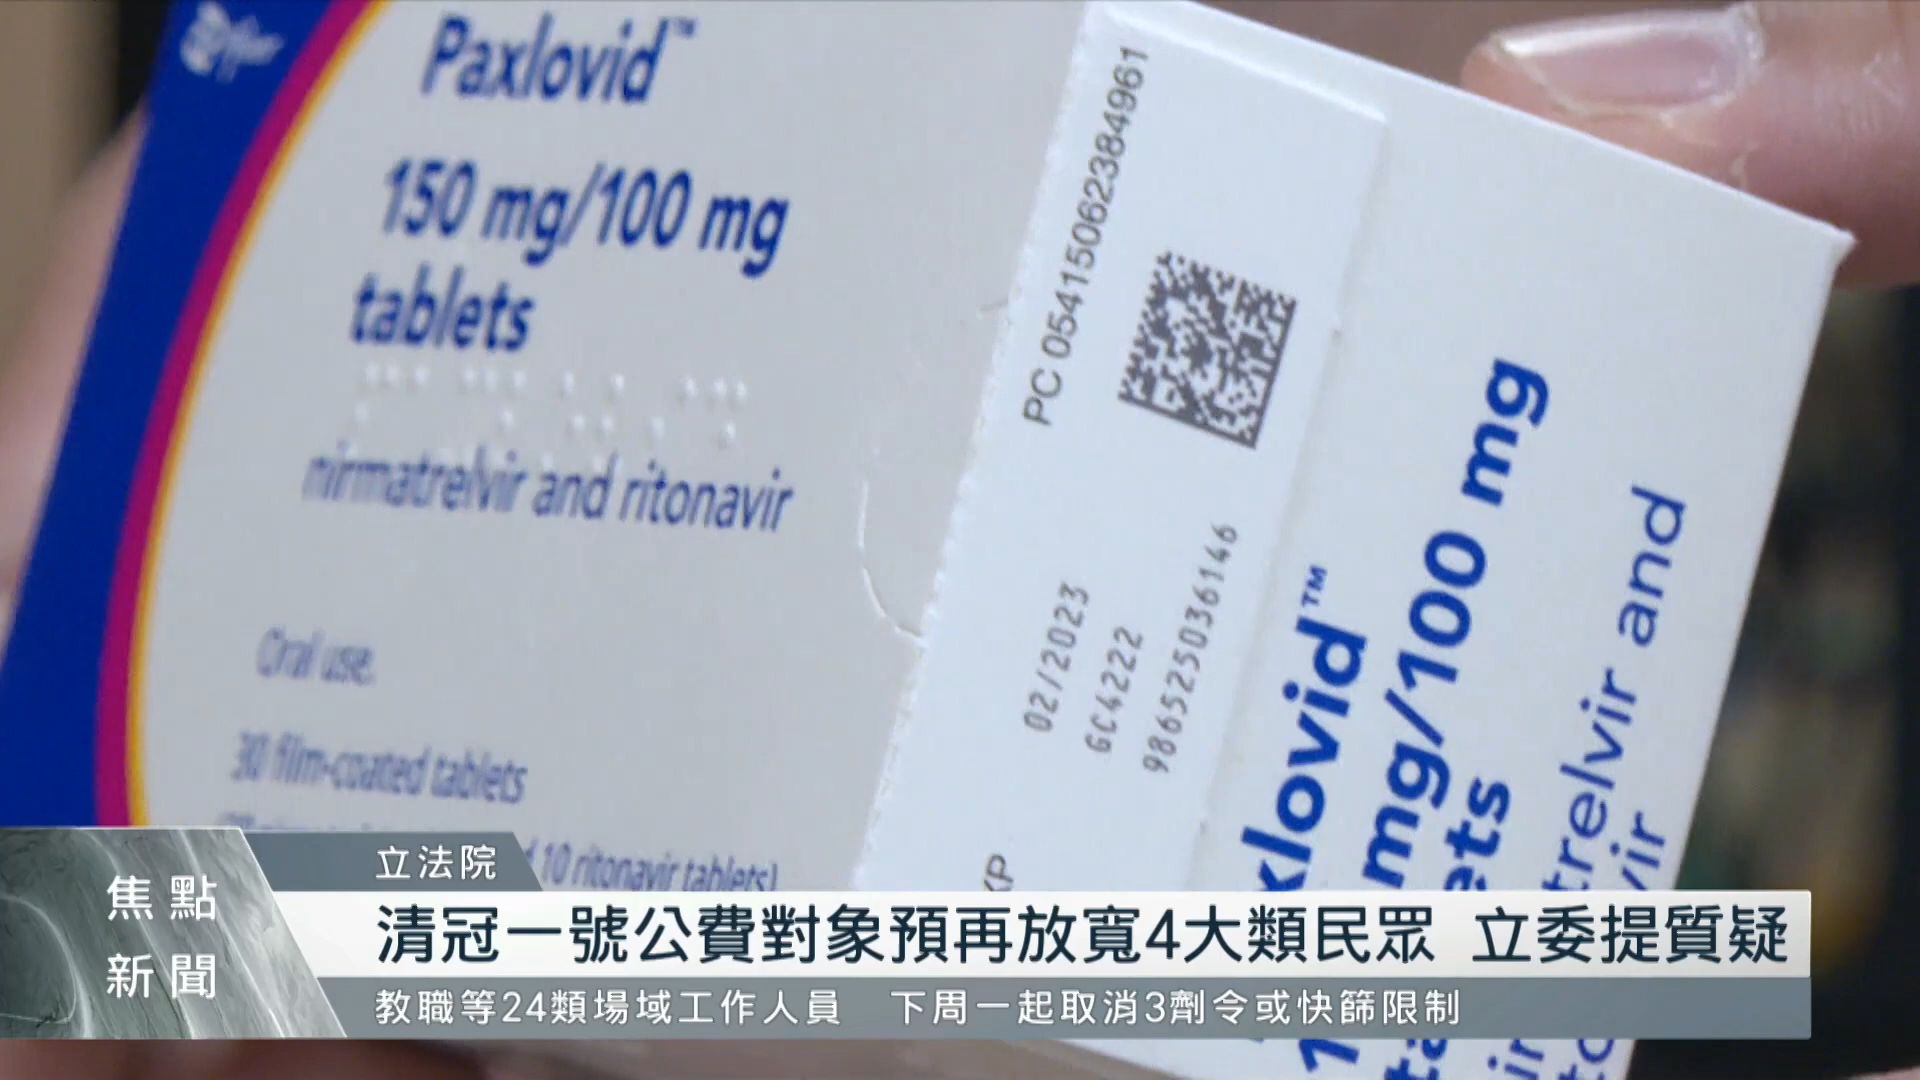 Pfizer
Paxlovid™
150 mg/100 mg
tablets
nirmatrelvir and ritonavir
Oral use.
30 film-coated tablets
10 ritonavir tablets)
PC 05415062384961
02/2023
GC4222
986525036146
xlovid™
mg/100 mg
ets
trelvir and
vir
立法院
焦點
新聞
清冠一號公費對象預再放寬4大類民眾 立委提質疑
教職等24類場域工作人員 下周一起取消3劑令或快篩限制